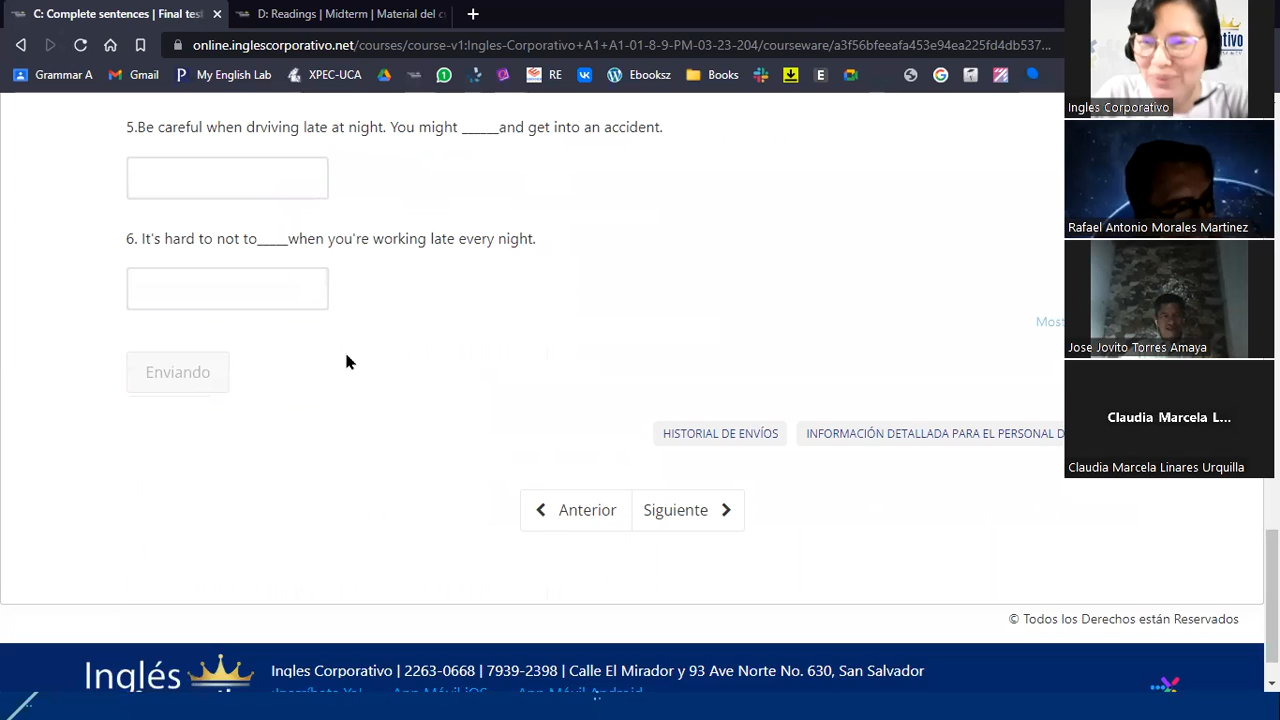 C: Complete sentences | Final tes
D: Readings | Midterm | Material del c
online.inglescorporativo.net/courses/course-v1:Ingles-Corporativo+A1+A1-01-8-9-PM-03-23-204/courseware/a3f56bfeeafa453e94ea225fd4db537...
Grammar A
Gmail
My English Lab
XPEC-UCA
RE
Ebooksz
Books
5.Be careful when drviving late at night. You might ______and get into an accident.
6. It's hard to not to_____when you're working late every night.
Most
Enviando
HISTORIAL DE ENVÍOS
INFORMACIÓN DETALLADA PARA EL PERSONAL D
Anterior
Siguiente
© Todos los Derechos están Reservados
Inglés
Ingles Corporativo | 2263-0668 | 7939-2398 | Calle El Mirador y 93 Ave Norte No. 630, San Salvador
Ingles Corporativo
Rafael Antonio Morales Martinez
Jose Jovito Torres Amaya
Claudia Marcela L...
Claudia Marcela Linares Urquilla